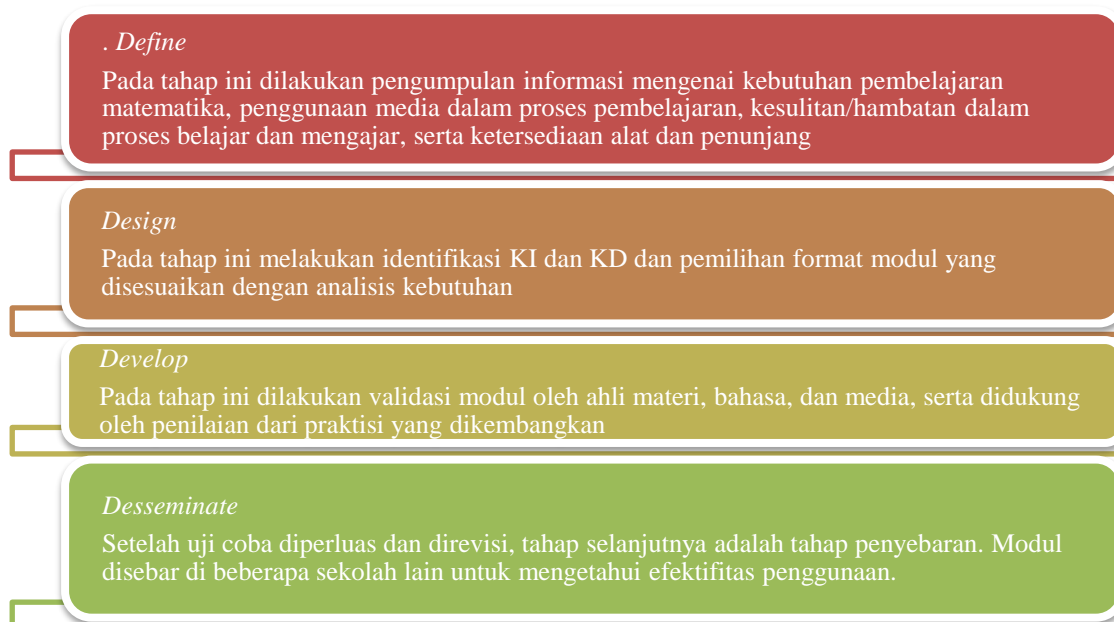 . Define
Pada tahap ini dilakukan pengumpulan informasi mengenai kebutuhan pembelajaran
matematika, penggunaan media dalam proses pembelajaran, kesulitan/hambatan dalam
proses belajar dan mengajar, serta ketersediaan alat dan penunjang
Design
Pada tahap ini melakukan identifikasi KI dan KD dan pemilihan format modul yang
disesuaikan dengan analisis kebutuhan
Develop
Pada tahap ini dilakukan validasi modul oleh ahli materi, bahasa, dan media, serta didukung
oleh penilaian dari praktisi yang dikembangkan
Desseminate
Setelah uji coba diperluas dan direvisi, tahap selanjutnya adalah tahap penyebaran. Modul
disebar di beberapa sekolah lain untuk mengetahui efektifitas penggunaan.